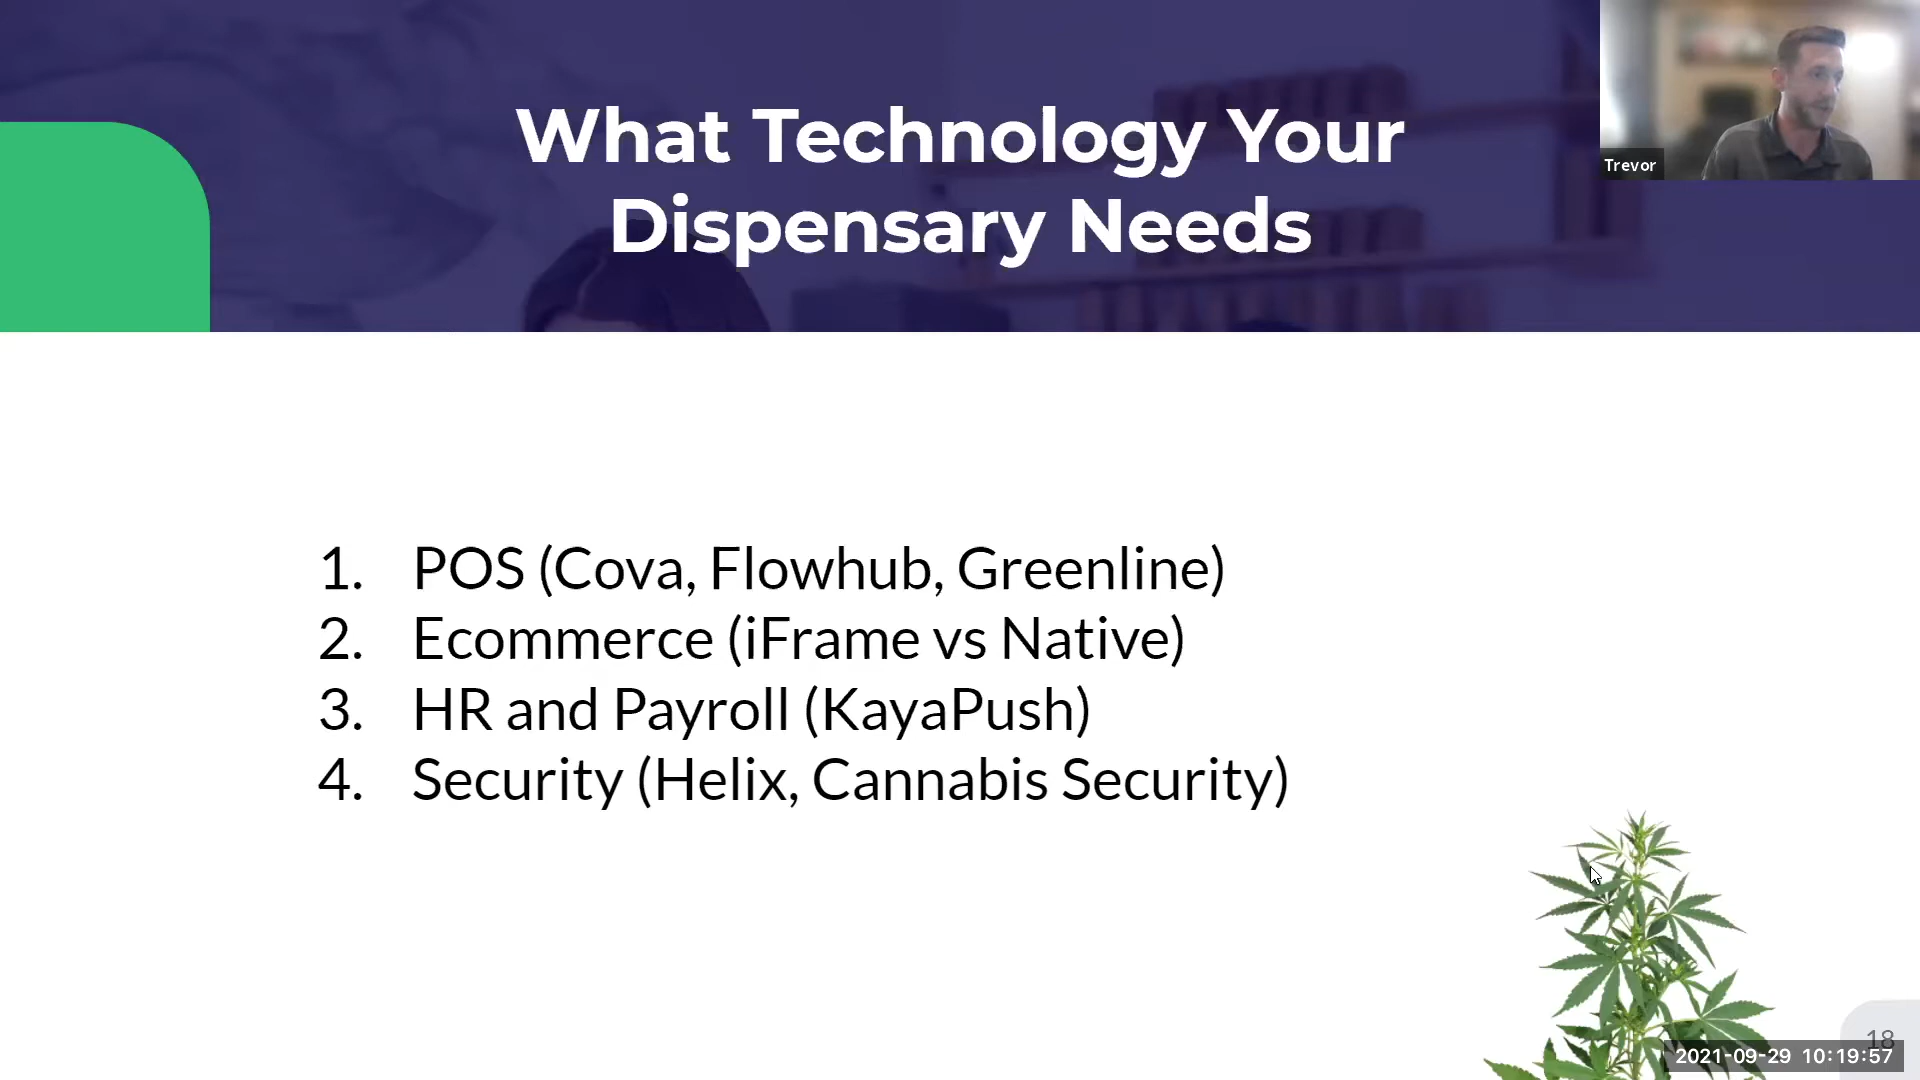 What Technology Your
Dispensary Needs
Trevor
1. POS (Cova, Flowhub, Greenline)
2. Ecommerce (iFrame vs Native)
3. HR and Payroll (KayaPush)
4. Security (Helix, Cannabis Security)
18
2021-09-29 10:19:57